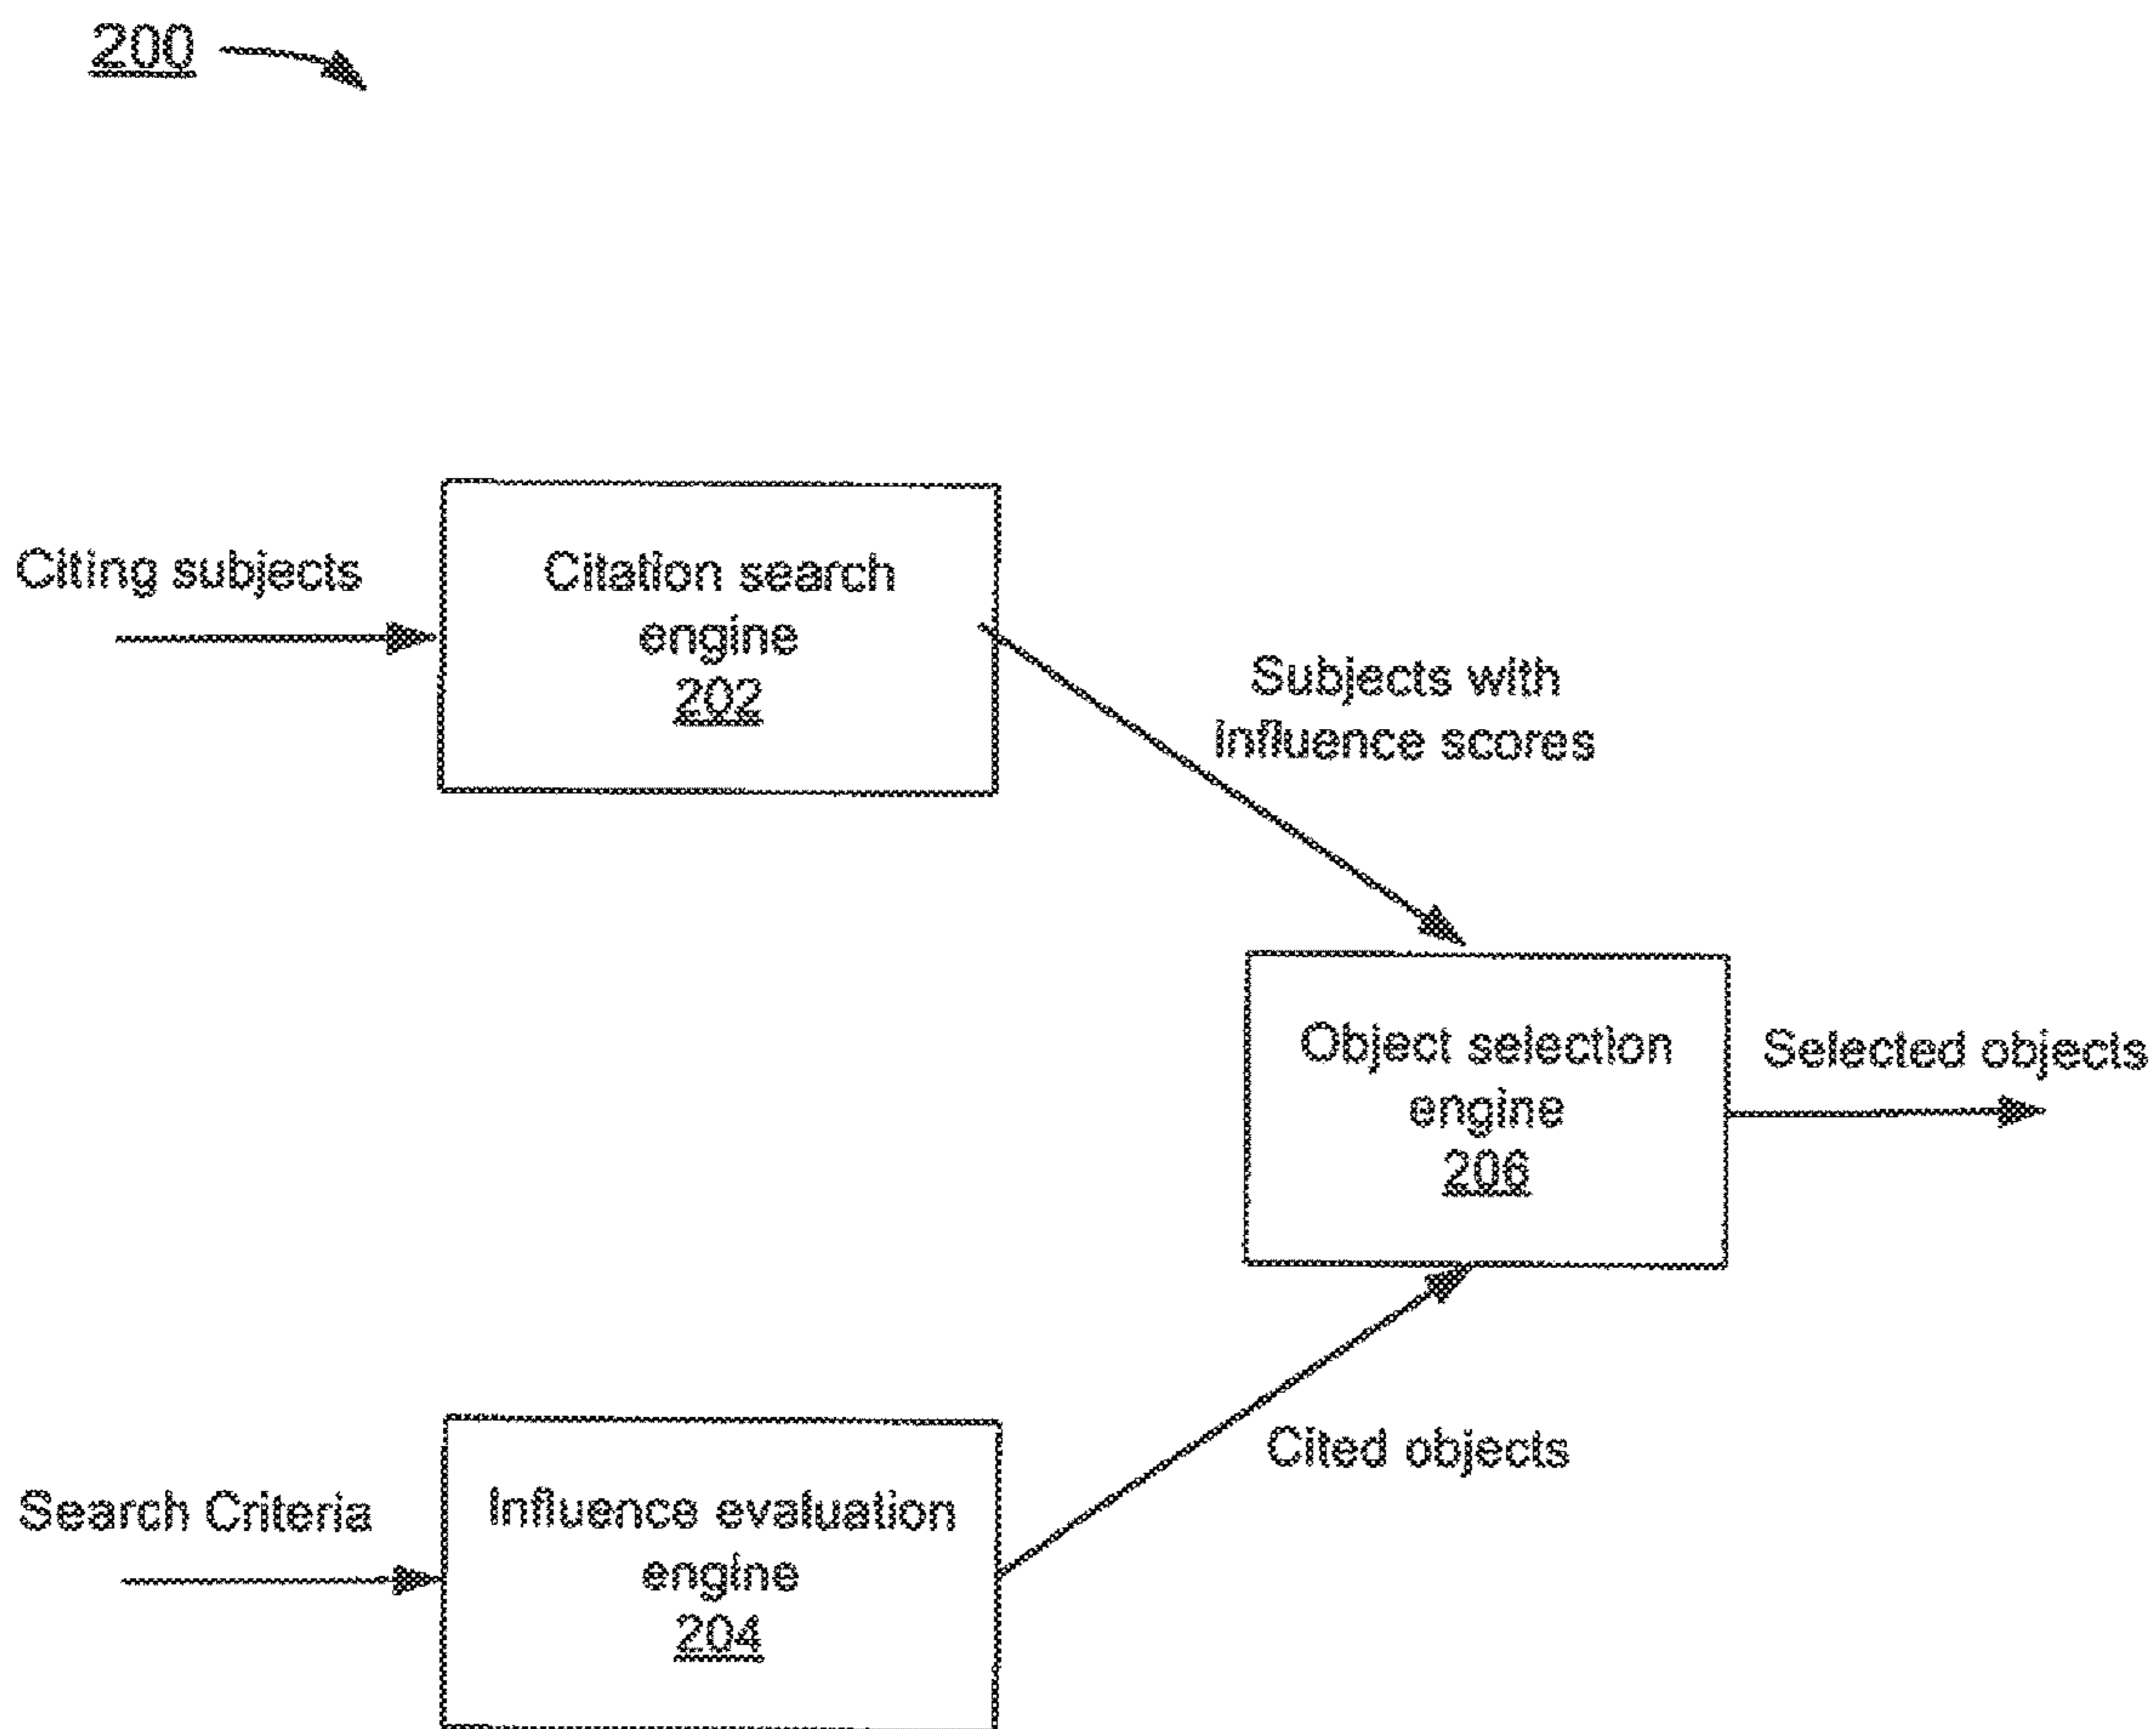 200
Citing subjects
Citation search
engine
202
Subjects with
influence scores
Object selection
engine
206
Selected objects
Cited objects
Search Criteria
Influence evaluation
engine
204